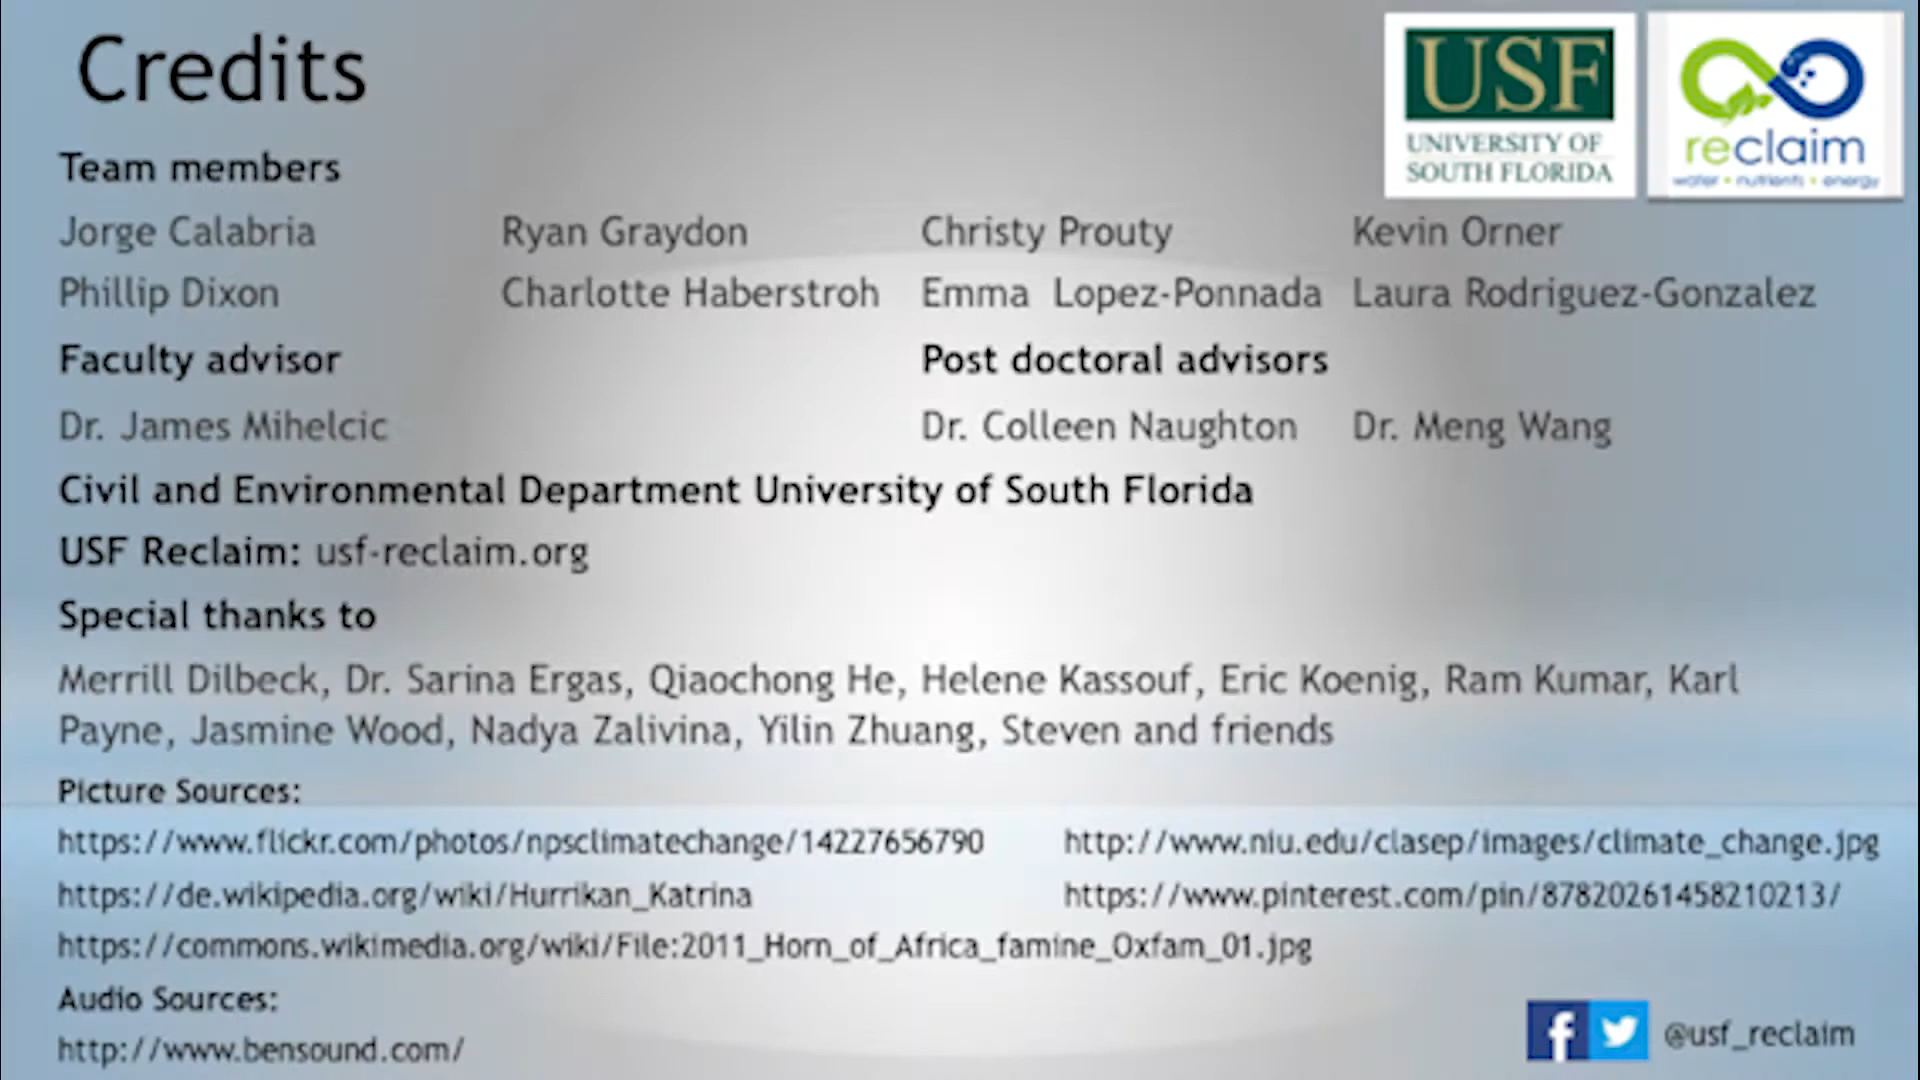 Credits
USF
UNIVERSITY OF
SOUTH FLORIDA
reclaim
water • nutrients • energy
Team members
Jorge Calabria Ryan Graydon Christy Prouty Kevin Orner
Phillip Dixon Charlotte Haberstroh Emma Lopez-Ponnada Laura Rodriguez-Gonzalez
Faculty advisor Post doctoral advisors
Dr. James Mihelcic Dr. Colleen Naughton Dr. Meng Wang
Civil and Environmental Department University of South Florida
USF Reclaim: usf-reclaim.org
Special thanks to
Merrill Dilbeck, Dr. Sarina Ergas, Qiaochong He, Helene Kassouf, Eric Koenig, Ram Kumar, Karl
Payne, Jasmine Wood, Nadya Zalivina, Yilin Zhuang, Steven and friends
Picture Sources:
https://www.flickr.com/photos/npsclimatechange/14227656790 http://www.niu.edu/clasep/images/climate_change.jpg
https://de.wikipedia.org/wiki/Hurrikan_Katrina https://www.pinterest.com/pin/87820261458210213/
https://commons.wikimedia.org/wiki/File:2011_Horn_of_Africa_famine_Oxfam_01.jpg
Audio Sources:
http://www.bensound.com/
@usf_reclaim